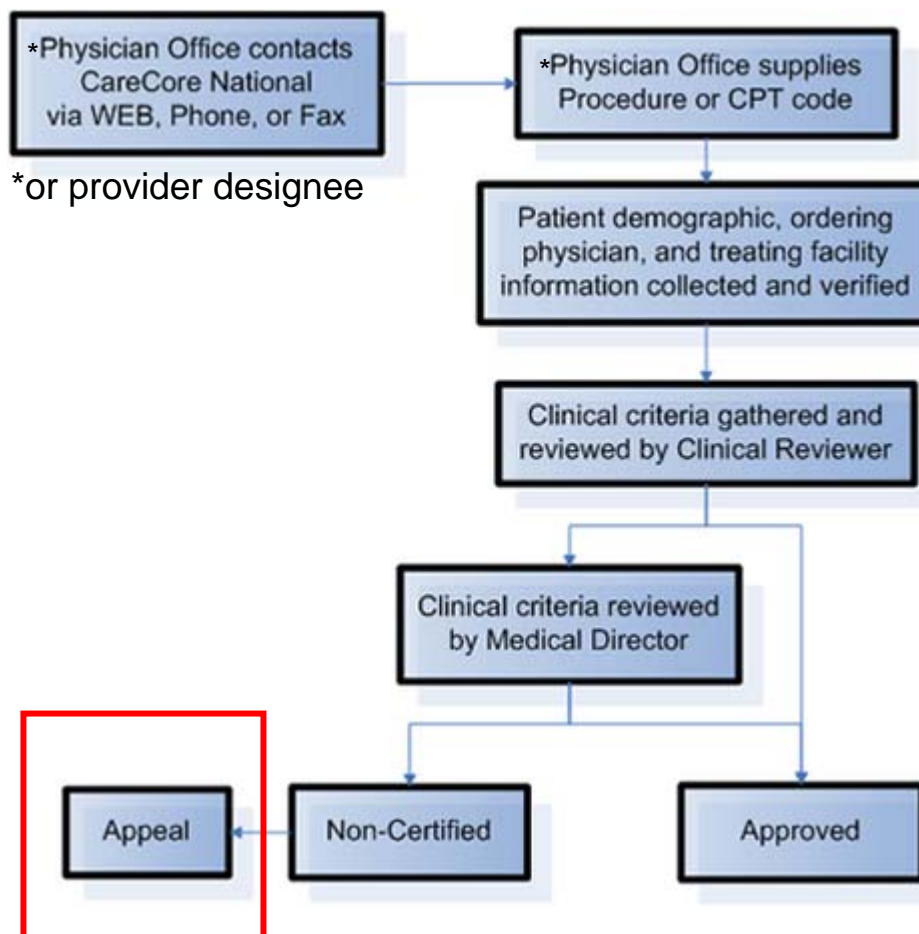 *Physician Office contacts
CareCore National
via WEB, Phone, or Fax
*Physician Office supplies
Procedure or CPT code
*or provider designee
Patient demographic, ordering
physician, and treating facility
information collected and verified
Clinical criteria gathered and
reviewed by Clinical Reviewer
Clinical criteria reviewed
by Medical Director
Appeal
Non-Certified
Approved